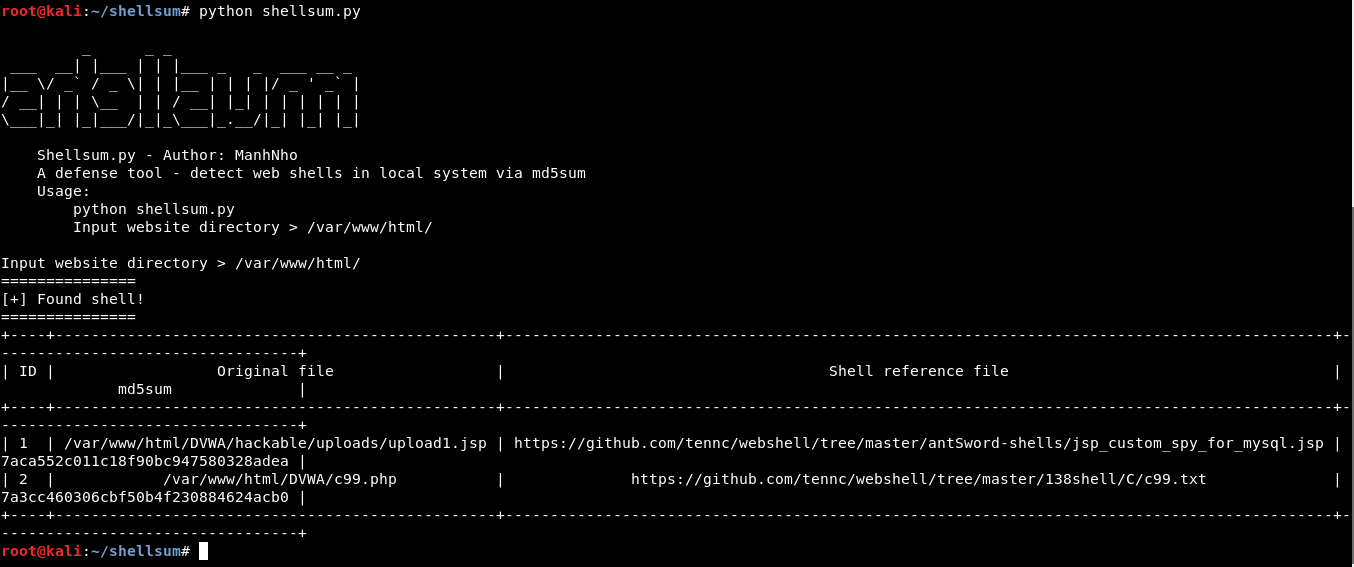 root@kali:~/shellsum# python shellsum.py
Shellsum.py - Author: ManhNho
A defense tool - detect web shells in local system via md5sum
Usage:
python shellsum.py
Input website directory > /var/www/html/
Input website directory > /var/www/html/
===============
[+] Found shell!
===============
| ID | Original file | Shell reference file |
md5sum |
| 1 | /var/www/html/DVWA/hackable/uploads/upload1.jsp | https://github.com/tennc/webshell/tree/master/antSword-shells/jsp_custom_spy_for_mysql.jsp |
7aca552c011c18f90bc947580328adea |
| 2 | /var/www/html/DVWA/c99.php | https://github.com/tennc/webshell/tree/master/138shell/C/c99.txt |
7a3cc460306cbf50b4f230884624acb0 |
root@kali:~/shellsum#